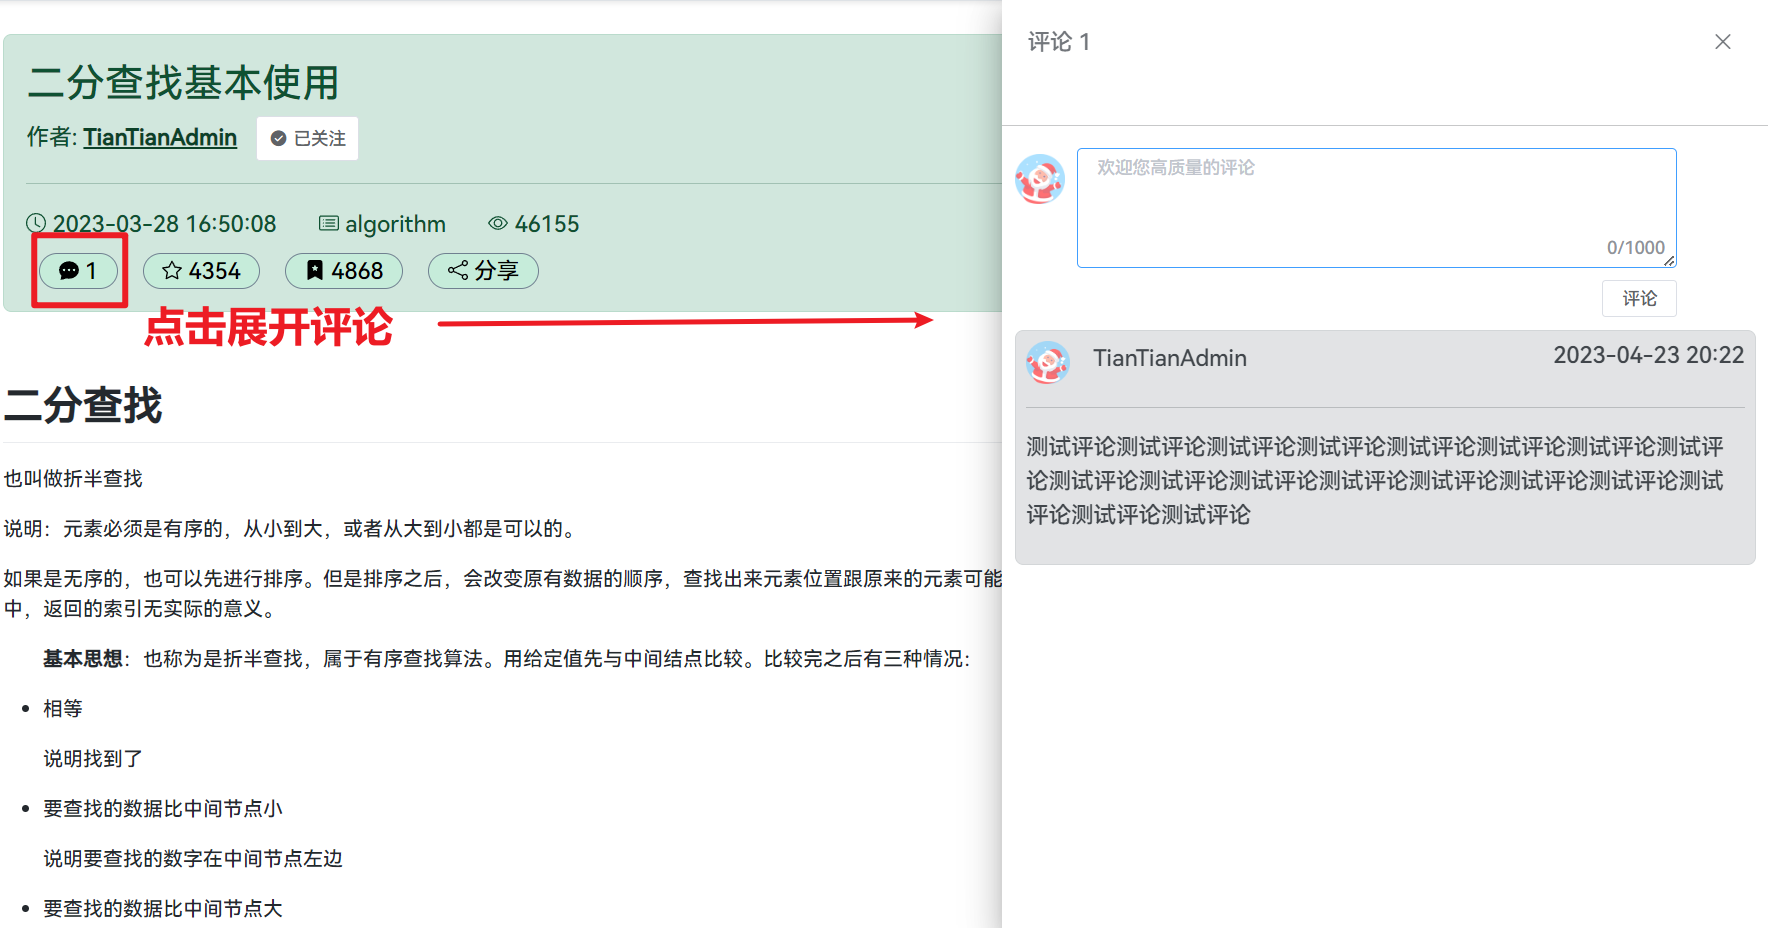 二分查找基本使用
作者: TianTianAdmin 已关注
2023-03-28 16:50:08 algorithm 46155
1 4354 4868 分享
点击展开评论
二分查找
也叫做折半查找
说明：元素必须是有序的，从小到大，或者从大到小都是可以的。
如果是无序的，也可以先进行排序。但是排序之后，会改变原有数据的顺序，查找出来元素位置跟原来的元素可能
中，返回的索引无实际的意义。
基本思想：也称为是折半查找，属于有序查找算法。用给定值先与中间结点比较。比较完之后有三种情况：
相等
说明找到了
要查找的数据比中间节点小
说明要查找的数字在中间节点左边
要查找的数据比中间节点大
评论 1
欢迎您高质量的评论
0/1000
评论
TianTianAdmin 2023-04-23 20:22
测试评论测试评论测试评论测试评论测试评论测试评论测试评论测试评
论测试评论测试评论测试评论测试评论测试评论测试评论测试评论测试
评论测试评论测试评论